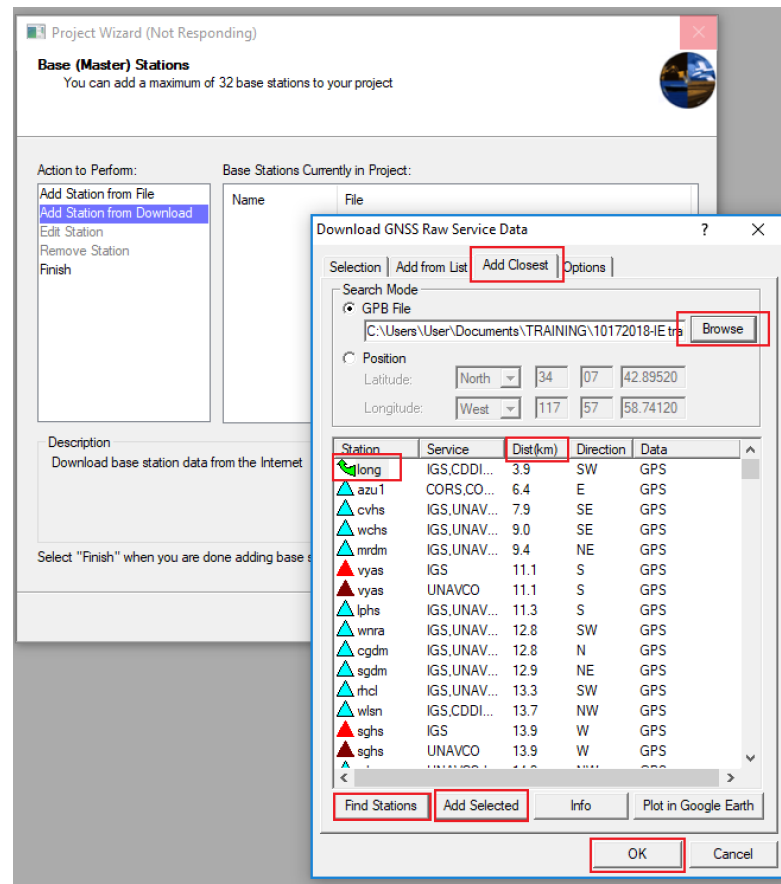 Project Wizard (Not Responding)
Base (Master) Stations
You can add a maximum of 32 base stations to your project
Action to Perform:
Add Station from File
Add Station from Download
Edit Station
Remove Station
Finish
Base Stations Currently in Project:
Name File
Description
Download base station data from the Internet
Select "Finish" when you are done adding base s
Download GNSS Raw Service Data ? X
Selection Add from List Add Closest Options
Search Mode
GPB File
C:\Users\User\Documents\TRAINING\10172018-IE tra Browse
Position
Latitude: North 34 07 42.89520
Longitude: West 117 57 58.74120
Station Service Dist(km) Direction Data
long IGS,CDDI... 3.9 SW GPS
azu1 CORS,CO... 6.4 E GPS
cvhs IGS,UNAV... 7.9 SE GPS
wchs IGS,UNAV... 9.0 SE GPS
mrdm IGS,UNAV... 9.4 NE GPS
vyas IGS 11.1 S GPS
vyas UNAVCO 11.1 S GPS
lphs IGS,UNAV... 11.3 S GPS
wnra IGS,UNAV... 12.8 SW GPS
cgdm IGS,UNAV... 12.8 N GPS
sgdm IGS,UNAV... 12.9 NE GPS
rhcl IGS,UNAV... 13.3 SW GPS
wlsn IGS,CDDI... 13.7 NW GPS
sghs IGS 13.9 W GPS
sghs UNAVCO 13.9 W GPS
Find Stations Add Selected Info Plot in Google Earth
OK Cancel